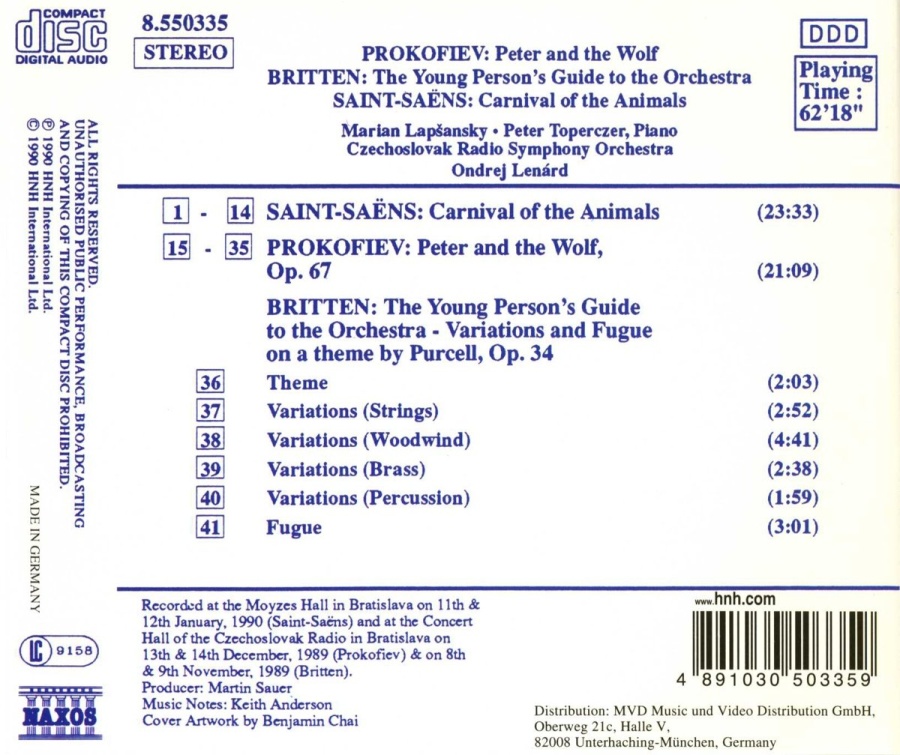 COMPACT
disc
DIGITAL AUDIO
8.550335
STEREO
PROKOFIEV: Peter and the Wolf
BRITTEN: The Young Person's Guide to the Orchestra
SAINT-SAËNS: Carnival of the Animals
Marian Lapšansky • Peter Toperczer, Piano
Czechoslovak Radio Symphony Orchestra
Ondrej Lenárd
DDD
Playing
Time :
62'18"
1 - 14 SAINT-SAËNS: Carnival of the Animals (23:33)
15 - 35 PROKOFIEV: Peter and the Wolf,
Op. 67 (21:09)
BRITTEN: The Young Person's Guide
to the Orchestra - Variations and Fugue
on a theme by Purcell, Op. 34
36 Theme (2:03)
37 Variations (Strings) (2:52)
38 Variations (Woodwind) (4:41)
39 Variations (Brass) (2:38)
40 Variations (Percussion) (1:59)
41 Fugue (3:01)
ALL RIGHTS RESERVED.
UNAUTHORISED PUBLIC PERFORMANCE, BROADCASTING
AND COPYING OF THIS COMPACT DISC PROHIBITED.
℗ 1990 HNH International Ltd.
© 1990 HNH International Ltd.
MADE IN GERMANY
LC 9158
NAXOS
Recorded at the Moyzes Hall in Bratislava on 11th &
12th January, 1990 (Saint-Saëns) and at the Concert
Hall of the Czechoslovak Radio in Bratislava on
13th & 14th December, 1989 (Prokofiev) & on 8th
& 9th November, 1989 (Britten).
Producer: Martin Sauer
Music Notes: Keith Anderson
Cover Artwork by Benjamin Chai
www.hnh.com
4 891030 503359
Distribution: MVD Music und Video Distribution GmbH,
Oberweg 21c, Halle V,
82008 Unterhaching-München, Germany